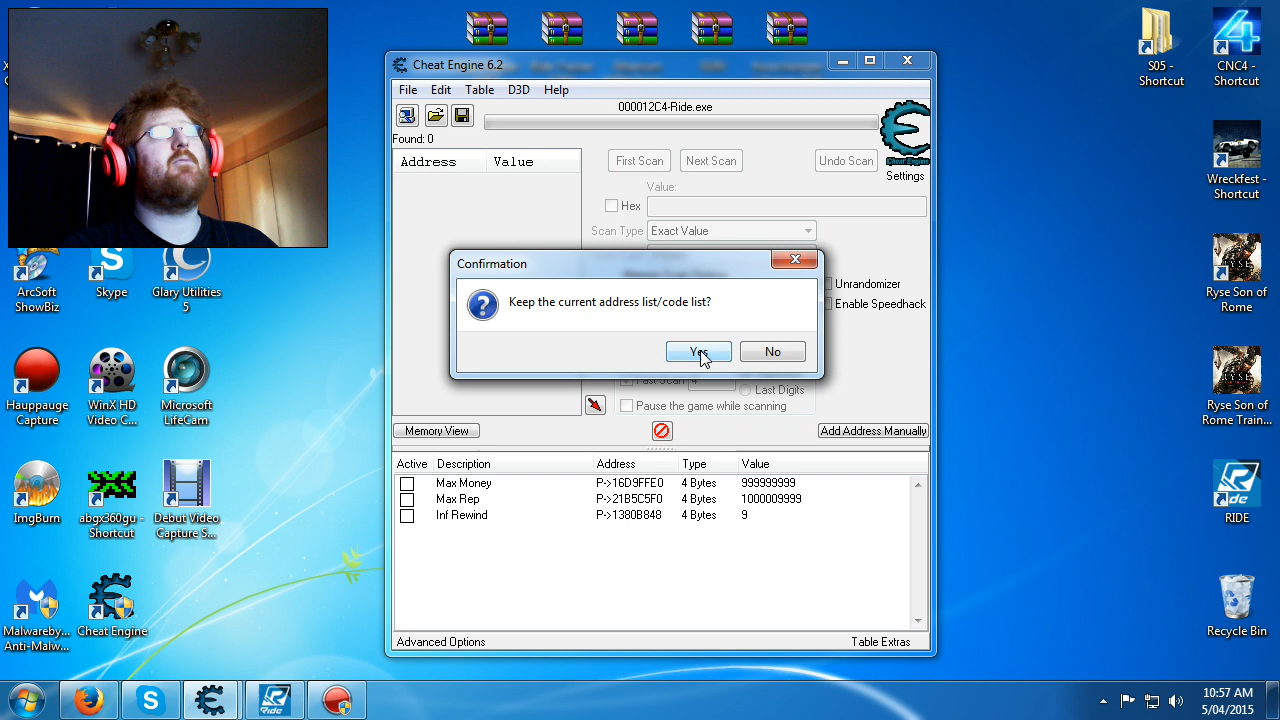 Cheat Engine 6.2
File Edit Table D3D Help
000012C4-Ride.exe
Found: 0
Address Value
First Scan Next Scan Undo Scan
Cheat Engine
Settings
Value:
Hex
Scan Type Exact Value
Confirmation
Keep the current address list/code list?
Yes No
Unrandomizer
Enable Speedhack
Fast Scan 4
Last Digits
Pause the game while scanning
Memory View Add Address Manually
Active Description Address Type Value
Max Money P->16D9FFE0 4 Bytes 999999999
Max Rep P->21B5C5F0 4 Bytes 1000009999
Inf Rewind P->1380B848 4 Bytes 9
Advanced Options Table Extras
S05 -
Shortcut
CNC4 -
Shortcut
Wreckfest -
Shortcut
Ryse Son of
Rome
Ryse Son of
Rome Train...
RIDE
Recycle Bin
ArcSoft
ShowBiz
Skype
Glary Utilities
5
Hauppauge
Capture
WinX HD
Video C...
Microsoft
LifeCam
ImgBurn
abgx360gu -
Shortcut
Debut Video
Capture S...
Malwareby...
Anti-Malw...
Cheat Engine
10:57 AM
5/04/2015